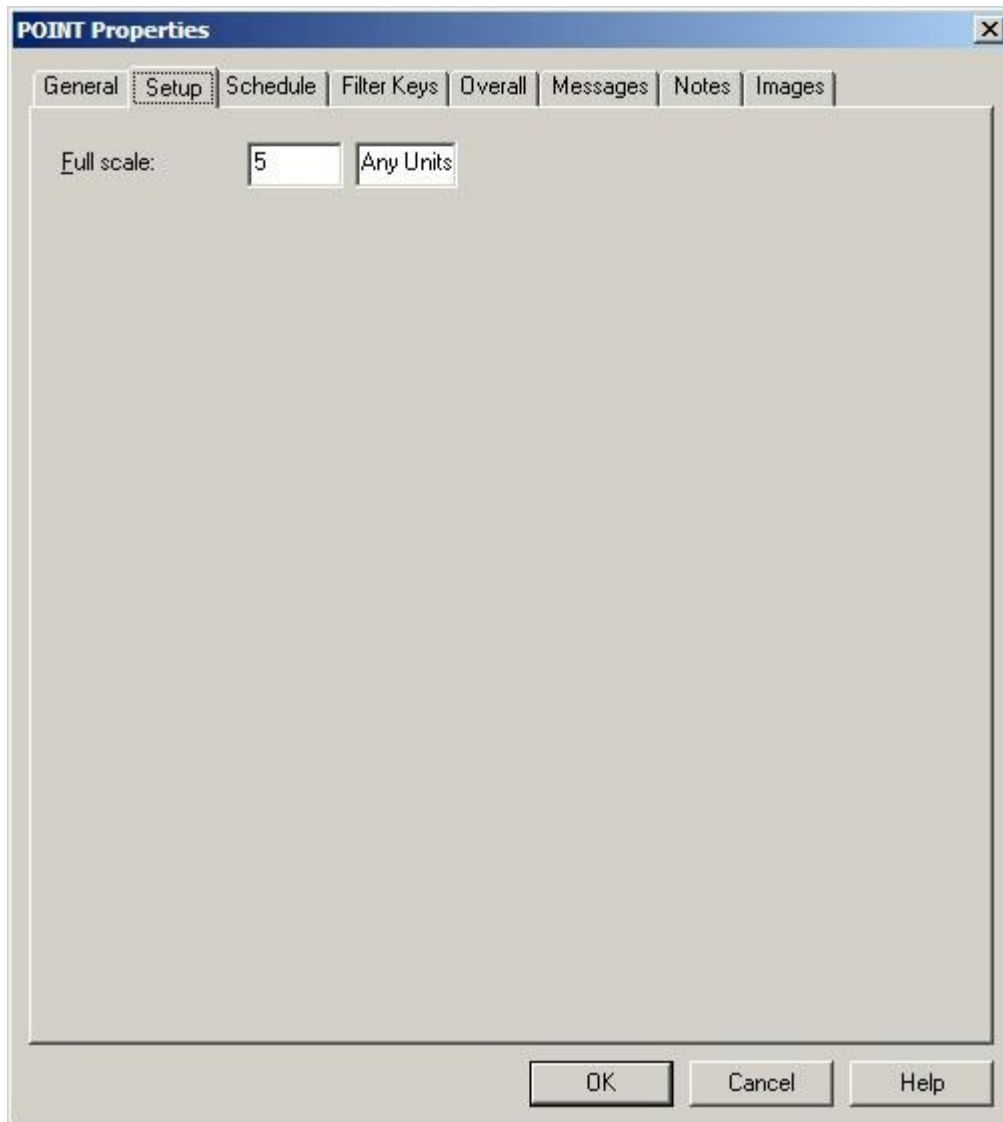 POINT Properties
General Setup Schedule Filter Keys Overall Messages Notes Images
Full scale: 5 Any Units
OK Cancel Help